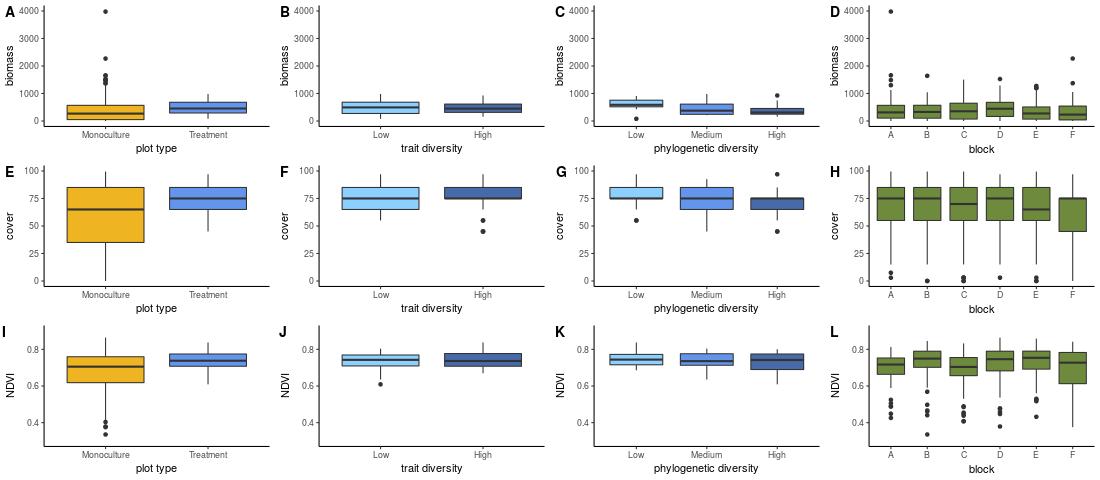 A
biomass
4000
3000
2000
1000
0
Monoculture Treatment
plot type
B
biomass
4000
3000
2000
1000
0
Low High
trait diversity
C
biomass
4000
3000
2000
1000
0
Low Medium High
phylogenetic diversity
D
biomass
4000
3000
2000
1000
0
A B C D E F
block
E
cover
100
75
50
25
0
Monoculture Treatment
plot type
F
cover
100
75
50
25
0
Low High
trait diversity
G
cover
100
75
50
25
0
Low Medium High
phylogenetic diversity
H
cover
100
75
50
25
0
A B C D E F
block
I
NDVI
0.8
0.6
0.4
Monoculture Treatment
plot type
J
NDVI
0.8
0.6
0.4
Low High
trait diversity
K
NDVI
0.8
0.6
0.4
Low Medium High
phylogenetic diversity
L
NDVI
0.8
0.6
0.4
A B C D E F
block